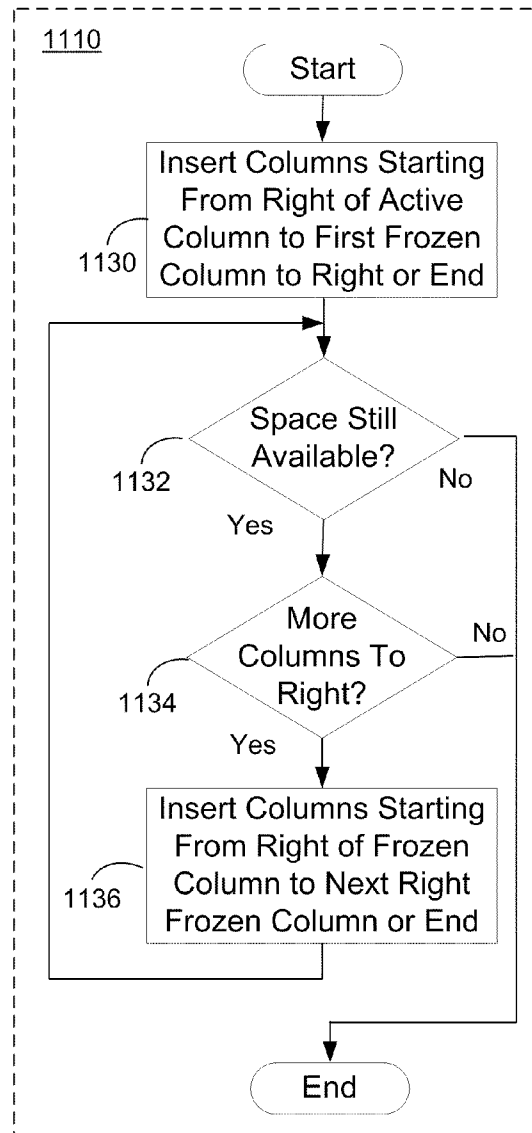 1110
Start
Insert Columns Starting
From Right of Active
Column to First Frozen
Column to Right or End
1130
Space Still
Available?
1132
No
Yes
More
Columns To
Right?
No
1134
Yes
Insert Columns Starting
From Right of Frozen
Column to Next Right
Frozen Column or End
1136
End